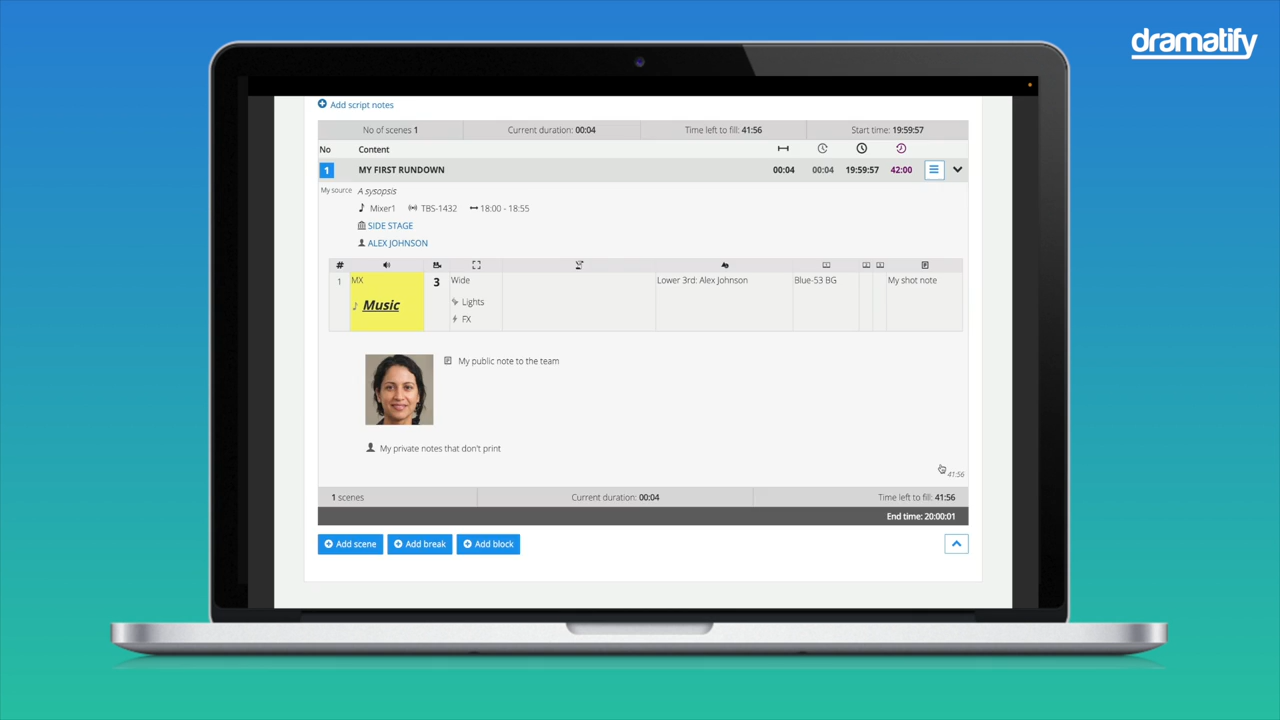 dramatify
Add script notes
No of scenes 1 Current duration: 00:04 Time left to fill: 41:56 Start time: 19:59:57
No Content
1 MY FIRST RUNDOWN 00:04 00:04 19:59:57 42:00
My source A sysopsis
Mixer1 TBS-1432 18:00 - 18:55
SIDE STAGE
ALEX JOHNSON
#
1 MX 3 Wide Lower 3rd: Alex Johnson Blue-53 BG My shot note
Music Lights
FX
My public note to the team
My private notes that don't print
41:56
1 scenes Current duration: 00:04 Time left to fill: 41:56
End time: 20:00:01
Add scene Add break Add block